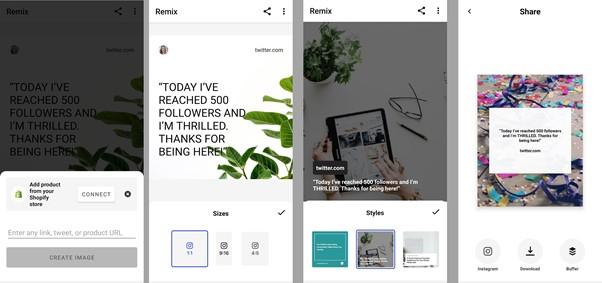 Remix
twitter.com
"TODAY I'VE
REACHED 500
FOLLOWERS AND
I'M THRILLED.
THANKS FOR
BEING HERE!"
Add product
from your
Shopify
store
CONNECT
Enter any link, tweet, or product URL
CREATE IMAGE
Remix
twitter.com
"TODAY I'VE
REACHED 500
FOLLOWERS AND
I'M THRILLED.
THANKS FOR
BEING HERE!"
Sizes
1:1
9:16
4:5
Remix
twitter.com
"Today I've reached 500 followers and I'm
THRILLED. Thanks for being here!"
Styles
Share
"Today I've reached 500 followers
and I'm THRILLED. Thanks for
being here!"
twitter.com
Instagram
Download
Buffer